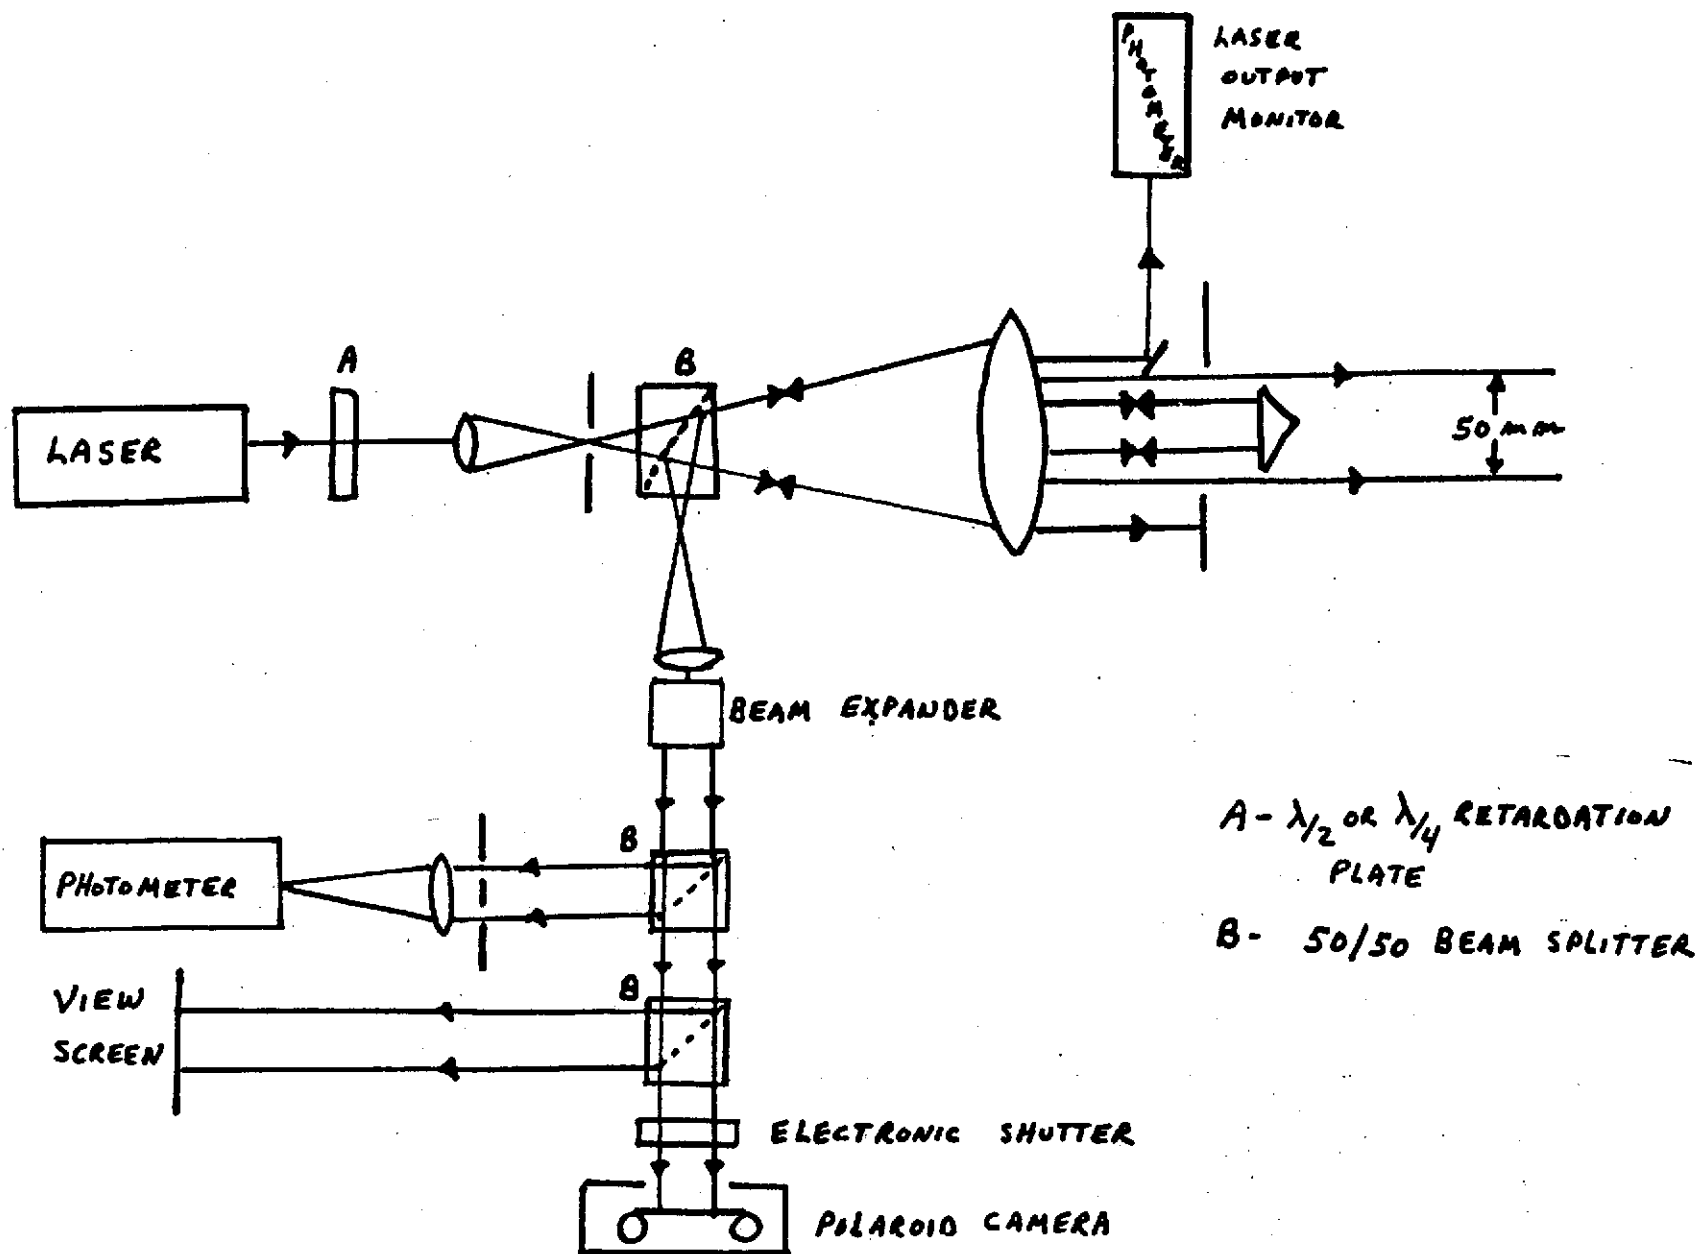 PHOTOMETER
LASER
OUTPUT
MONITOR
A
B
LASER
50 mm
BEAM EXPANDER
A - λ/2 OR λ/4 RETARDATION
PLATE
B - 50/50 BEAM SPLITTER
B
PHOTOMETER
B
VIEW
SCREEN
ELECTRONIC SHUTTER
POLAROID CAMERA